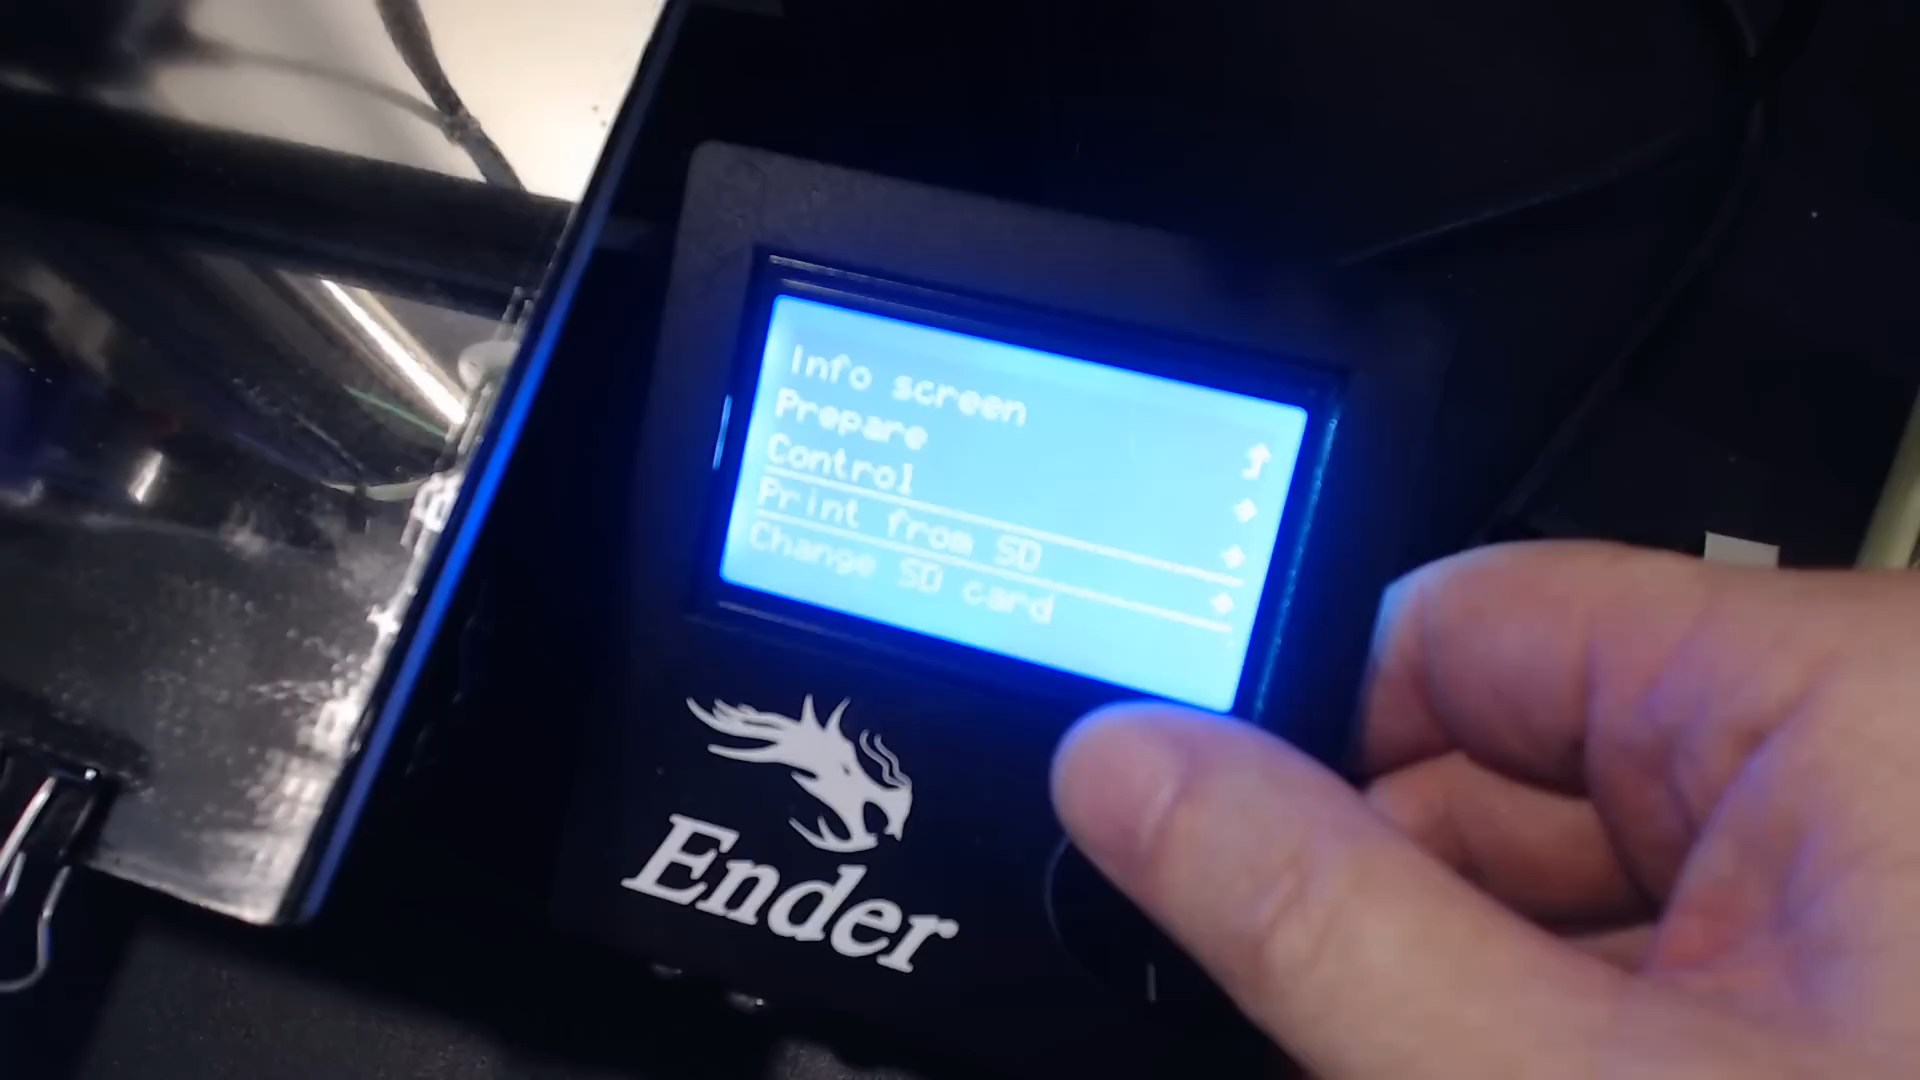 Info screen
Prepare
Control
Print from SD
Change SD card
Ender